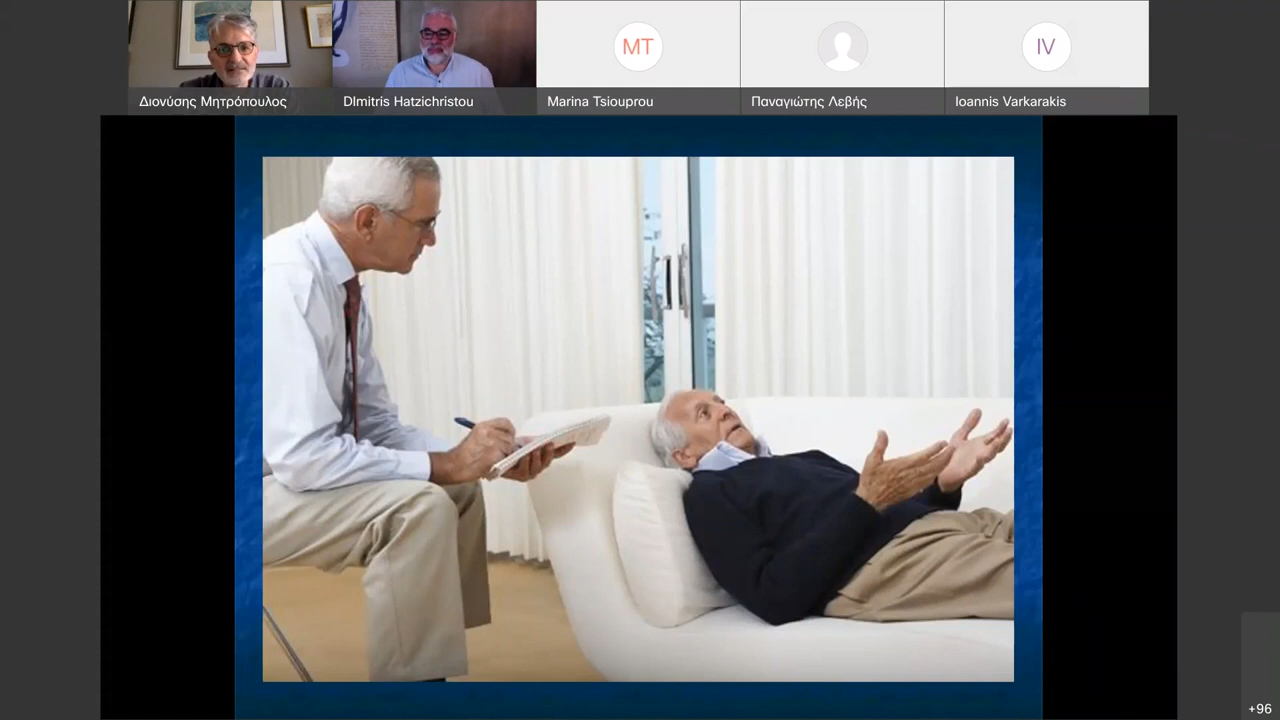 Διονύσης Μητρόπουλος
DImitris Hatzichristou
MT
Marina Tsiouprou
Παναγιώτης Λεβής
IV
Ioannis Varkarakis
+96